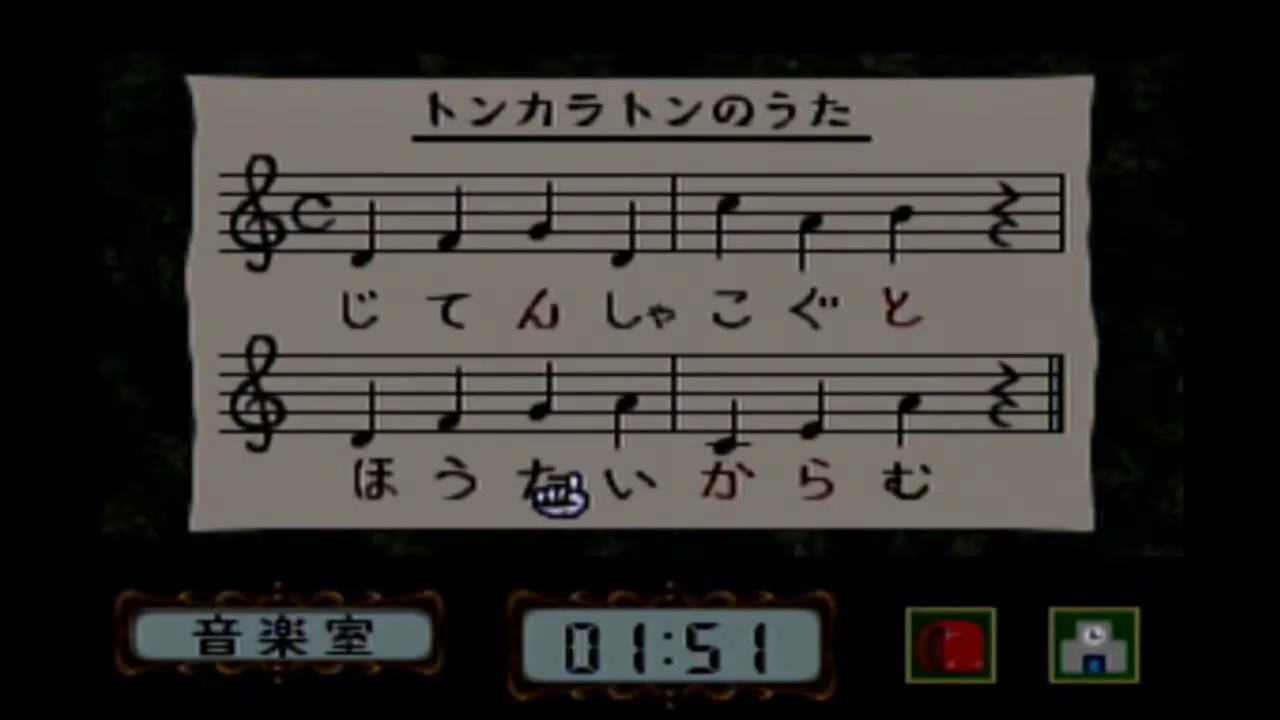 トンカラトンのうた
じてんしゃこぐと
ほうたいからむ
音楽室
01:51